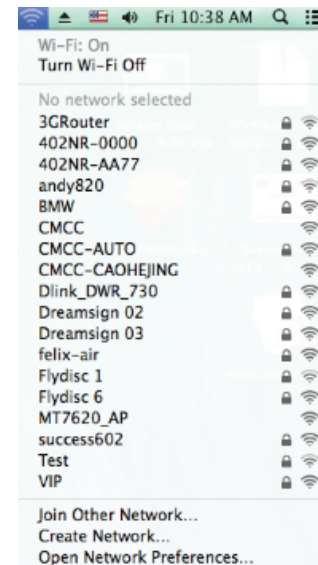 Fri 10:38 AM
Wi-Fi: On
Turn Wi-Fi Off
No network selected
3GRouter
402NR-0000
402NR-AA77
andy820
BMW
CMCC
CMCC-AUTO
CMCC-CAOHEJING
Dlink_DWR_730
Dreamsign 02
Dreamsign 03
felix-air
Flydisc 1
Flydisc 6
MT7620_AP
success602
Test
VIP
Join Other Network...
Create Network...
Open Network Preferences...